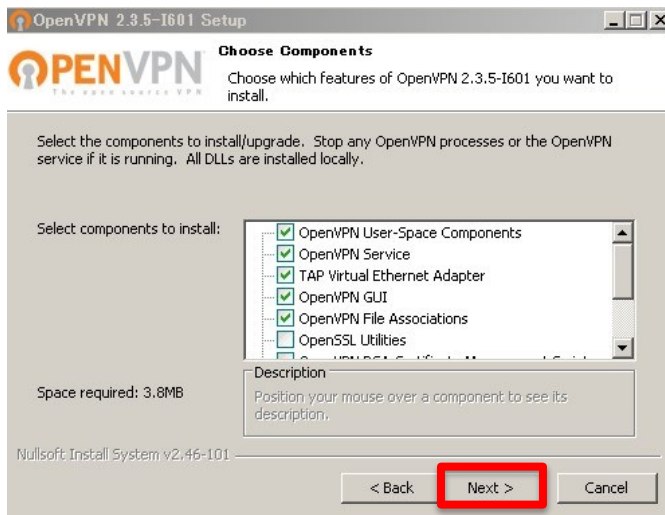 OpenVPN 2.3.5-I601 Setup
OPENVPN
The open source VPN
Choose Components
Choose which features of OpenVPN 2.3.5-I601 you want to
install.
Select the components to install/upgrade. Stop any OpenVPN processes or the OpenVPN
service if it is running. All DLLs are installed locally.
Select components to install:
OpenVPN User-Space Components
OpenVPN Service
TAP Virtual Ethernet Adapter
OpenVPN GUI
OpenVPN File Associations
OpenSSL Utilities
Space required: 3.8MB
Description
Position your mouse over a component to see its
description.
Nullsoft Install System v2.46-101
< Back
Next >
Cancel